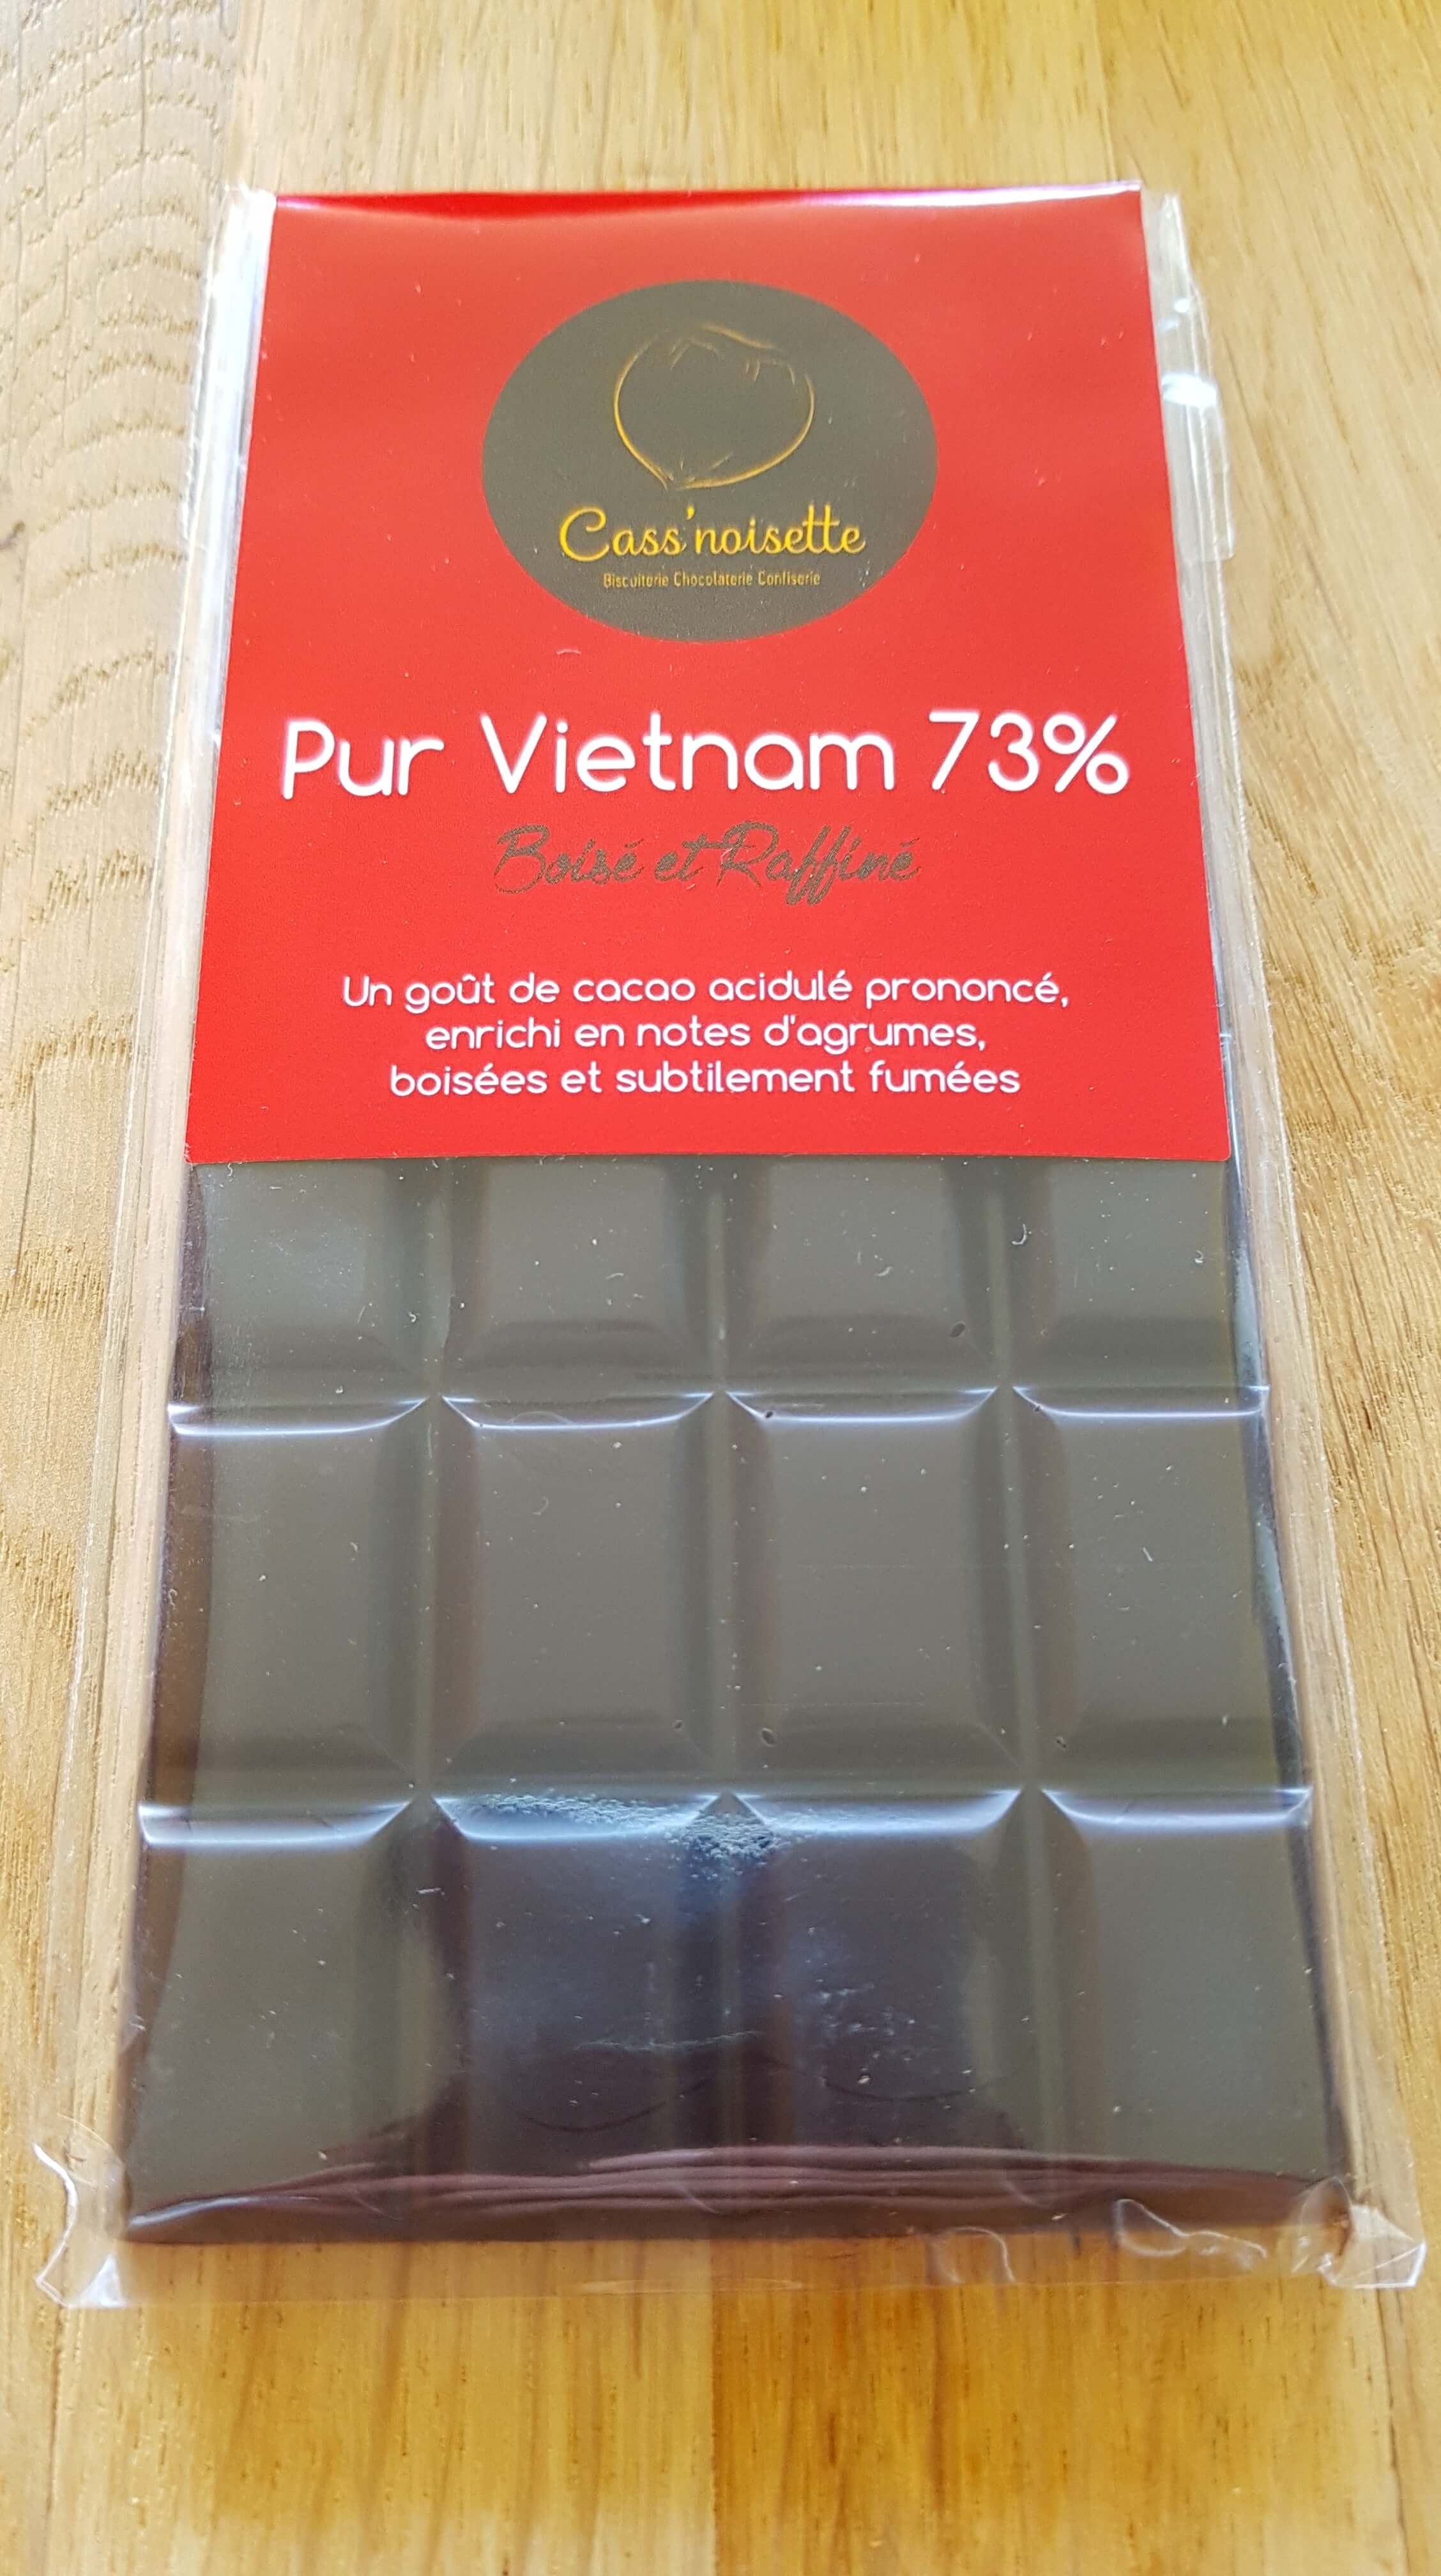 Cass'noisette
Biscuiterie Chocolaterie Confiserie
Pur Vietnam 73%
Boisé et Raffiné
Un goût de cacao acidulé prononcé,
enrichi en notes d'agrumes,
boisées et subtilement fumées